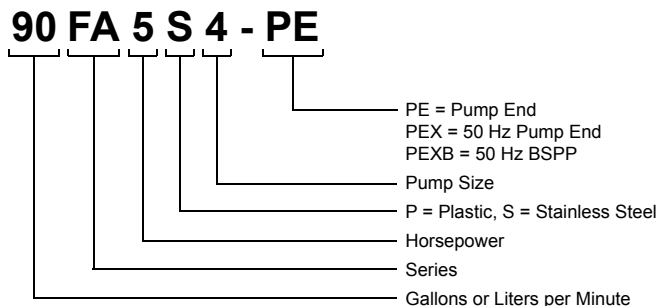 90 FA 5 S 4 - PE
PE = Pump End
PEX = 50 Hz Pump End
PEXB = 50 Hz BSPP
Pump Size
P = Plastic, S = Stainless Steel
Horsepower
Series
Gallons or Liters per Minute